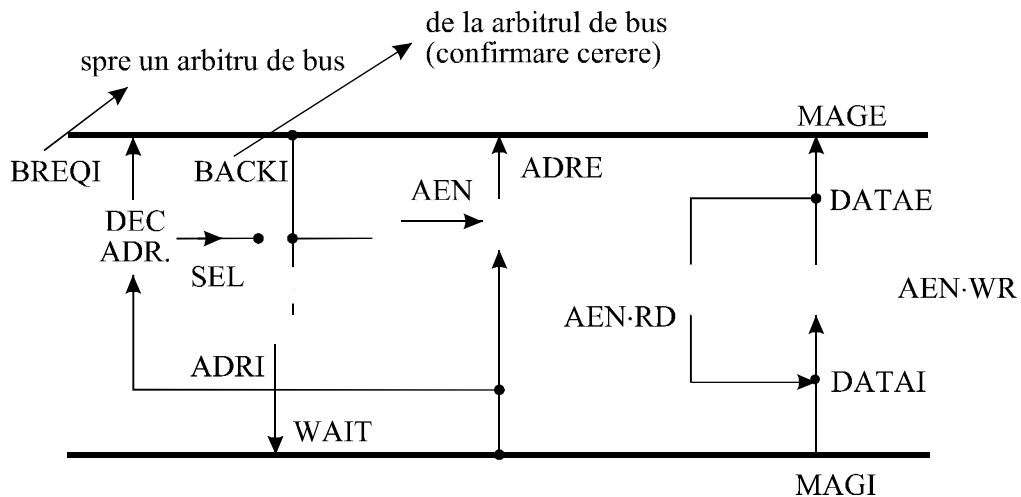 de la arbitrul de bus
(confirmare cerere)
spre un arbitru de bus
MAGE
BREQI
BACKI
ADRE
AEN
DATAE
DEC
ADR.
SEL
AEN·WR
AEN·RD
ADRI
DATAI
WAIT
MAGI